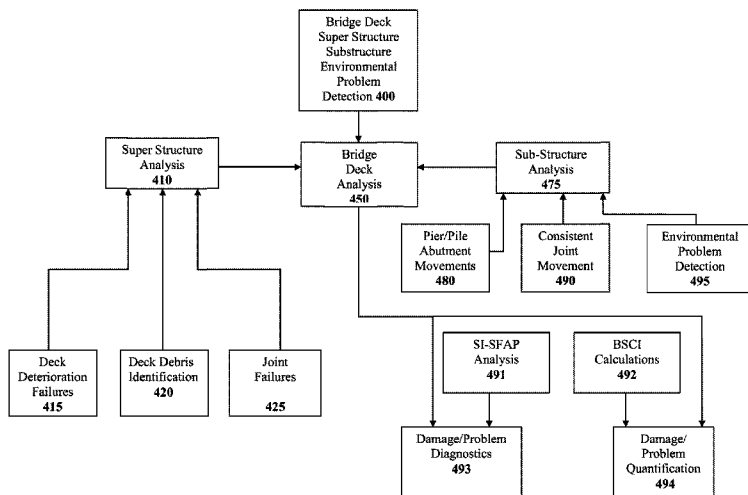 Bridge Deck
Super Structure
Substructure
Environmental
Problem
Detection 400
Super Structure
Analysis
410
Bridge
Deck
Analysis
450
Sub-Structure
Analysis
475
Pier/Pile
Abutment
Movements
480
Consistent
Joint
Movement
490
Environmental
Problem
Detection
495
SI-SFAP
Analysis
491
BSCI
Calculations
492
Deck
Deterioration
Failures
415
Deck Debris
Identification
420
Joint
Failures
425
Damage/Problem
Diagnostics
493
Damage/
Problem
Quantification
494